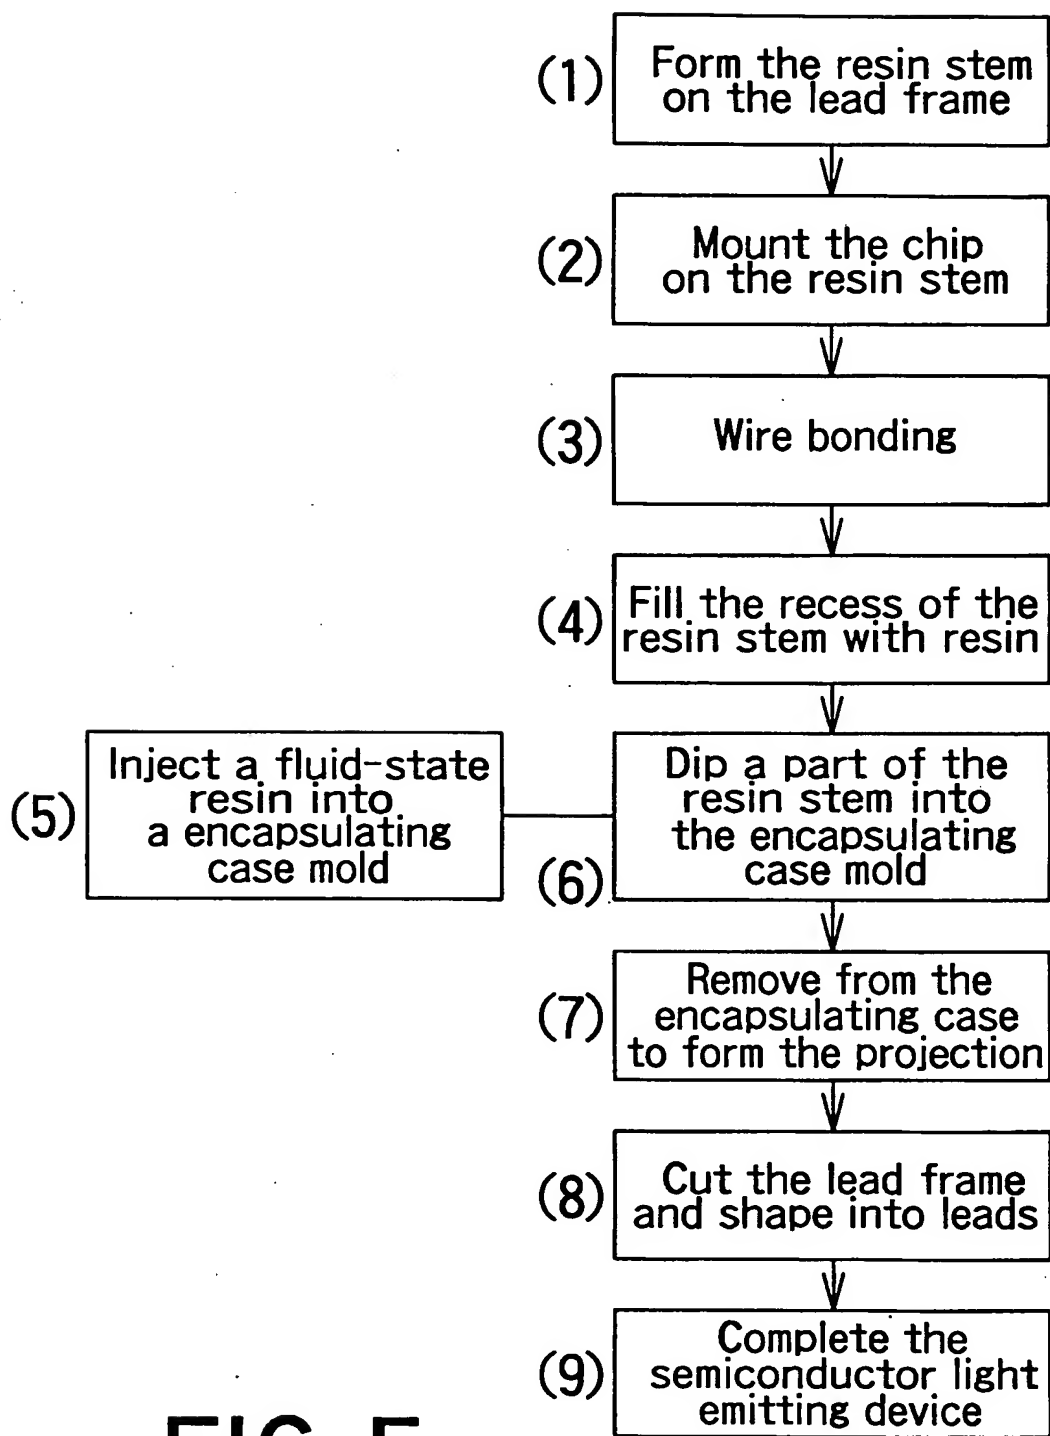 (1)
Form the resin stem
on the lead frame
(2)
Mount the chip
on the resin stem
(3)
Wire bonding
(4)
Fill the recess of the
resin stem with resin
(5)
Inject a fluid-state
resin into
a encapsulating
case mold
(6)
Dip a part of the
resin stem into
the encapsulating
case mold
(7)
Remove from the
encapsulating case
to form the projection
(8)
Cut the lead frame
and shape into leads
(9)
Complete the
semiconductor light
emitting device